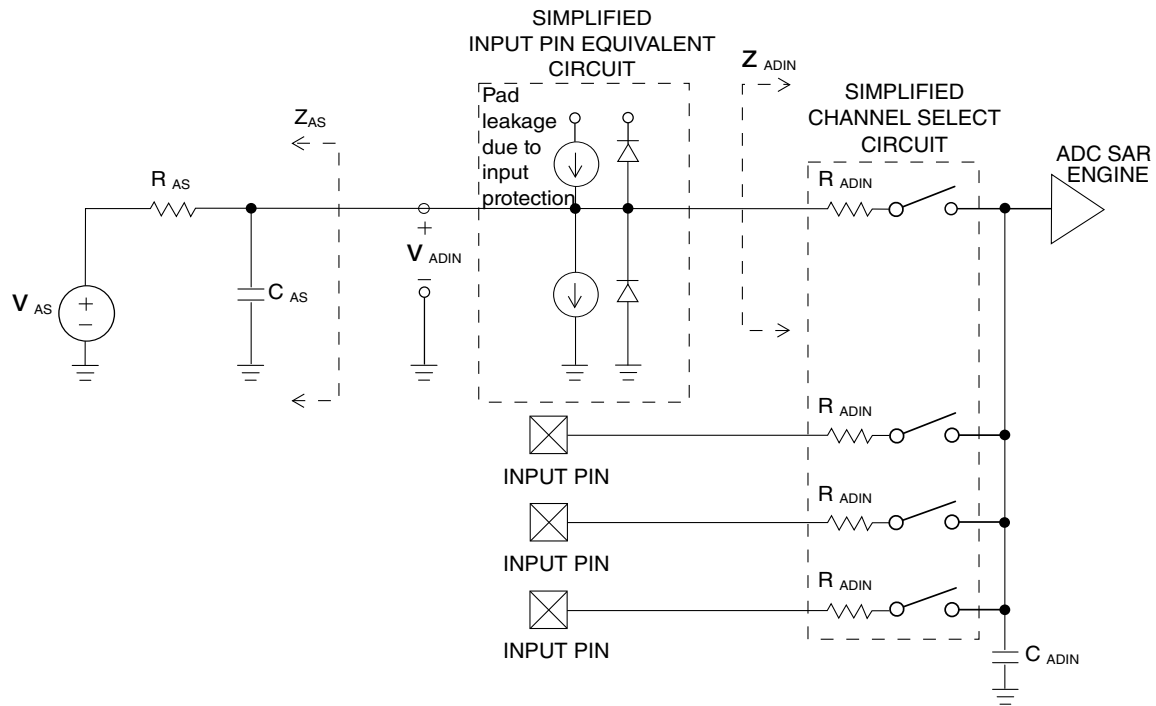 SIMPLIFIED
INPUT PIN EQUIVALENT
CIRCUIT
Pad
leakage
due to
input
protection
Z ADIN
SIMPLIFIED
CHANNEL SELECT
CIRCUIT
ADC SAR
ENGINE
Z AS
R AS
R ADIN
+
V ADIN
–
C AS
V AS
+
–
R ADIN
INPUT PIN
R ADIN
INPUT PIN
R ADIN
INPUT PIN
C ADIN